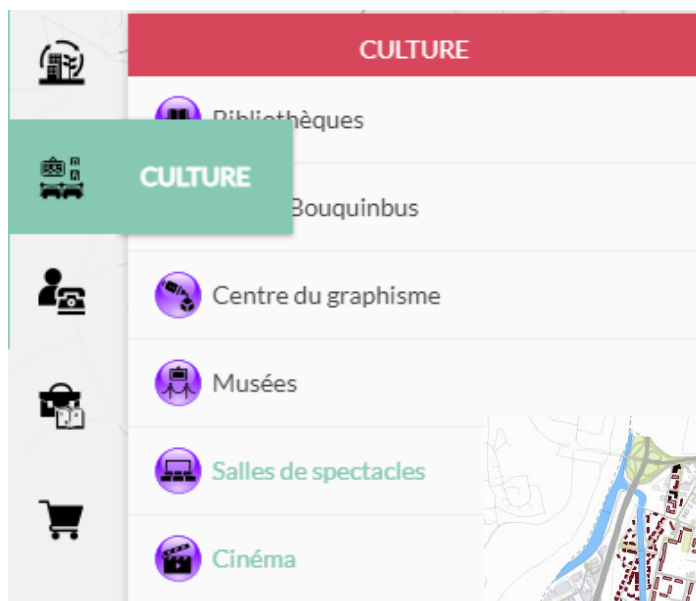 CULTURE
Bibliothèques
CULTURE
Bouquinbus
Centre du graphisme
Musées
Salles de spectacles
Cinéma